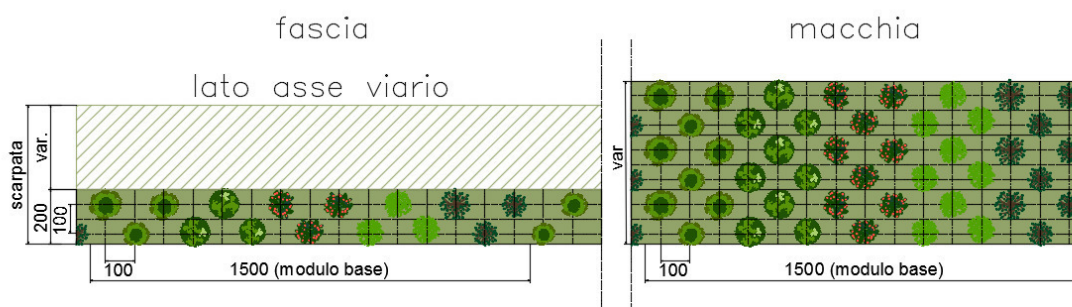 fascia
macchia
lato asse viario
scarpata
var.
200
100
100
1500 (modulo base)
var
100
1500 (modulo base)